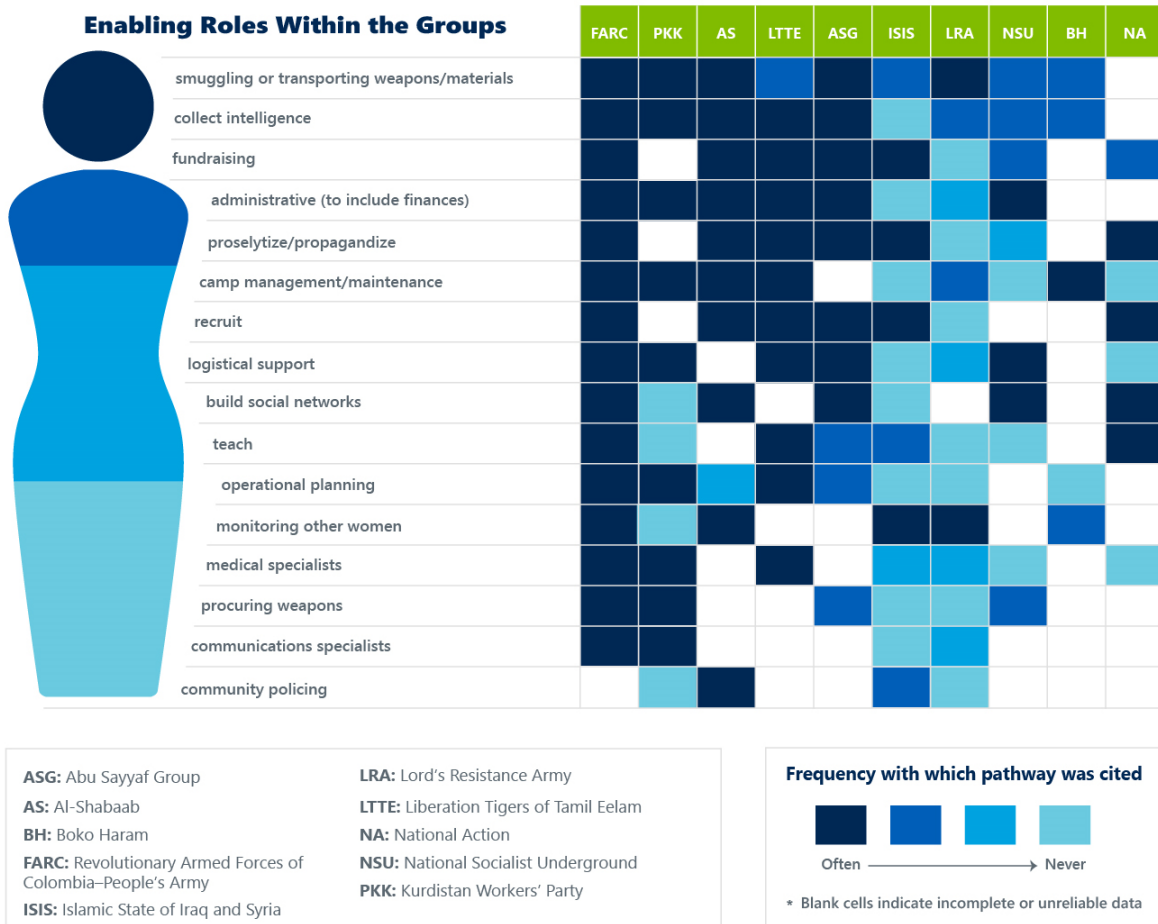 Enabling Roles Within the Groups
FARC PKK AS LTTE ASG ISIS LRA NSU BH NA
smuggling or transporting weapons/materials
collect intelligence
fundraising
administrative (to include finances)
proselytize/propagandize
camp management/maintenance
recruit
logistical support
build social networks
teach
operational planning
monitoring other women
medical specialists
procuring weapons
communications specialists
community policing
ASG: Abu Sayyaf Group
AS: Al-Shabaab
BH: Boko Haram
FARC: Revolutionary Armed Forces of
Colombia–People's Army
ISIS: Islamic State of Iraq and Syria
LRA: Lord's Resistance Army
LTTE: Liberation Tigers of Tamil Eelam
NA: National Action
NSU: National Socialist Underground
PKK: Kurdistan Workers' Party
Frequency with which pathway was cited
Often Never
* Blank cells indicate incomplete or unreliable data